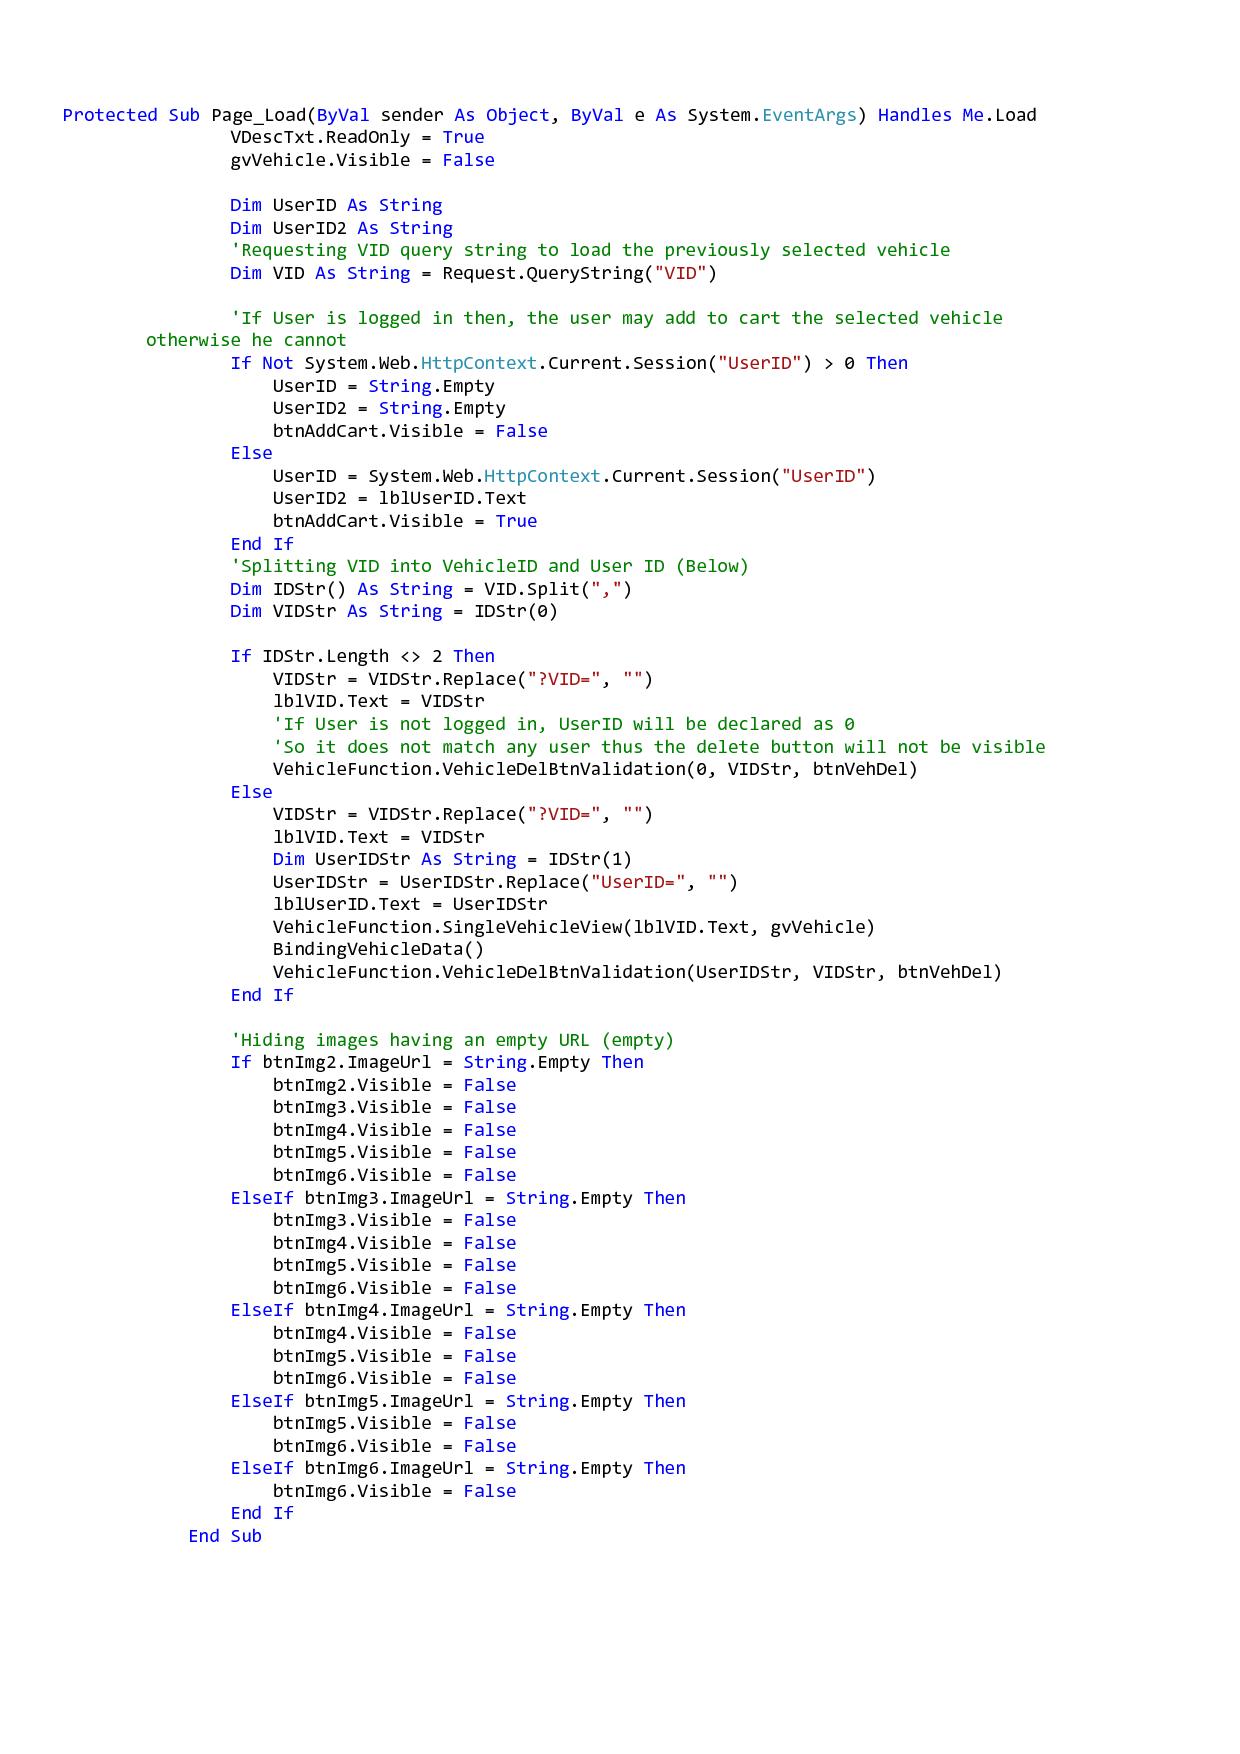 Protected Sub Page_Load(ByVal sender As Object, ByVal e As System.EventArgs) Handles Me.Load
VDescTxt.ReadOnly = True
gvVehicle.Visible = False
Dim UserID As String
Dim UserID2 As String
'Requesting VID query string to load the previously selected vehicle
Dim VID As String = Request.QueryString("VID")
'If User is logged in then, the user may add to cart the selected vehicle
otherwise he cannot
If Not System.Web.HttpContext.Current.Session("UserID") > 0 Then
UserID = String.Empty
UserID2 = String.Empty
btnAddCart.Visible = False
Else
UserID = System.Web.HttpContext.Current.Session("UserID")
UserID2 = lblUserID.Text
btnAddCart.Visible = True
End If
'Splitting VID into VehicleID and User ID (Below)
Dim IDStr() As String = VID.Split(",")
Dim VIDStr As String = IDStr(0)
If IDStr.Length <> 2 Then
VIDStr = VIDStr.Replace("?VID=", "")
lblVID.Text = VIDStr
'If User is not logged in, UserID will be declared as 0
'So it does not match any user thus the delete button will not be visible
VehicleFunction.VehicleDelBtnValidation(0, VIDStr, btnVehDel)
Else
VIDStr = VIDStr.Replace("?VID=", "")
lblVID.Text = VIDStr
Dim UserIDStr As String = IDStr(1)
UserIDStr = UserIDStr.Replace("UserID=", "")
lblUserID.Text = UserIDStr
VehicleFunction.SingleVehicleView(lblVID.Text, gvVehicle)
BindingVehicleData()
VehicleFunction.VehicleDelBtnValidation(UserIDStr, VIDStr, btnVehDel)
End If
'Hiding images having an empty URL (empty)
If btnImg2.ImageUrl = String.Empty Then
btnImg2.Visible = False
btnImg3.Visible = False
btnImg4.Visible = False
btnImg5.Visible = False
btnImg6.Visible = False
ElseIf btnImg3.ImageUrl = String.Empty Then
btnImg3.Visible = False
btnImg4.Visible = False
btnImg5.Visible = False
btnImg6.Visible = False
ElseIf btnImg4.ImageUrl = String.Empty Then
btnImg4.Visible = False
btnImg5.Visible = False
btnImg6.Visible = False
ElseIf btnImg5.ImageUrl = String.Empty Then
btnImg5.Visible = False
btnImg6.Visible = False
ElseIf btnImg6.ImageUrl = String.Empty Then
btnImg6.Visible = False
End If
End Sub